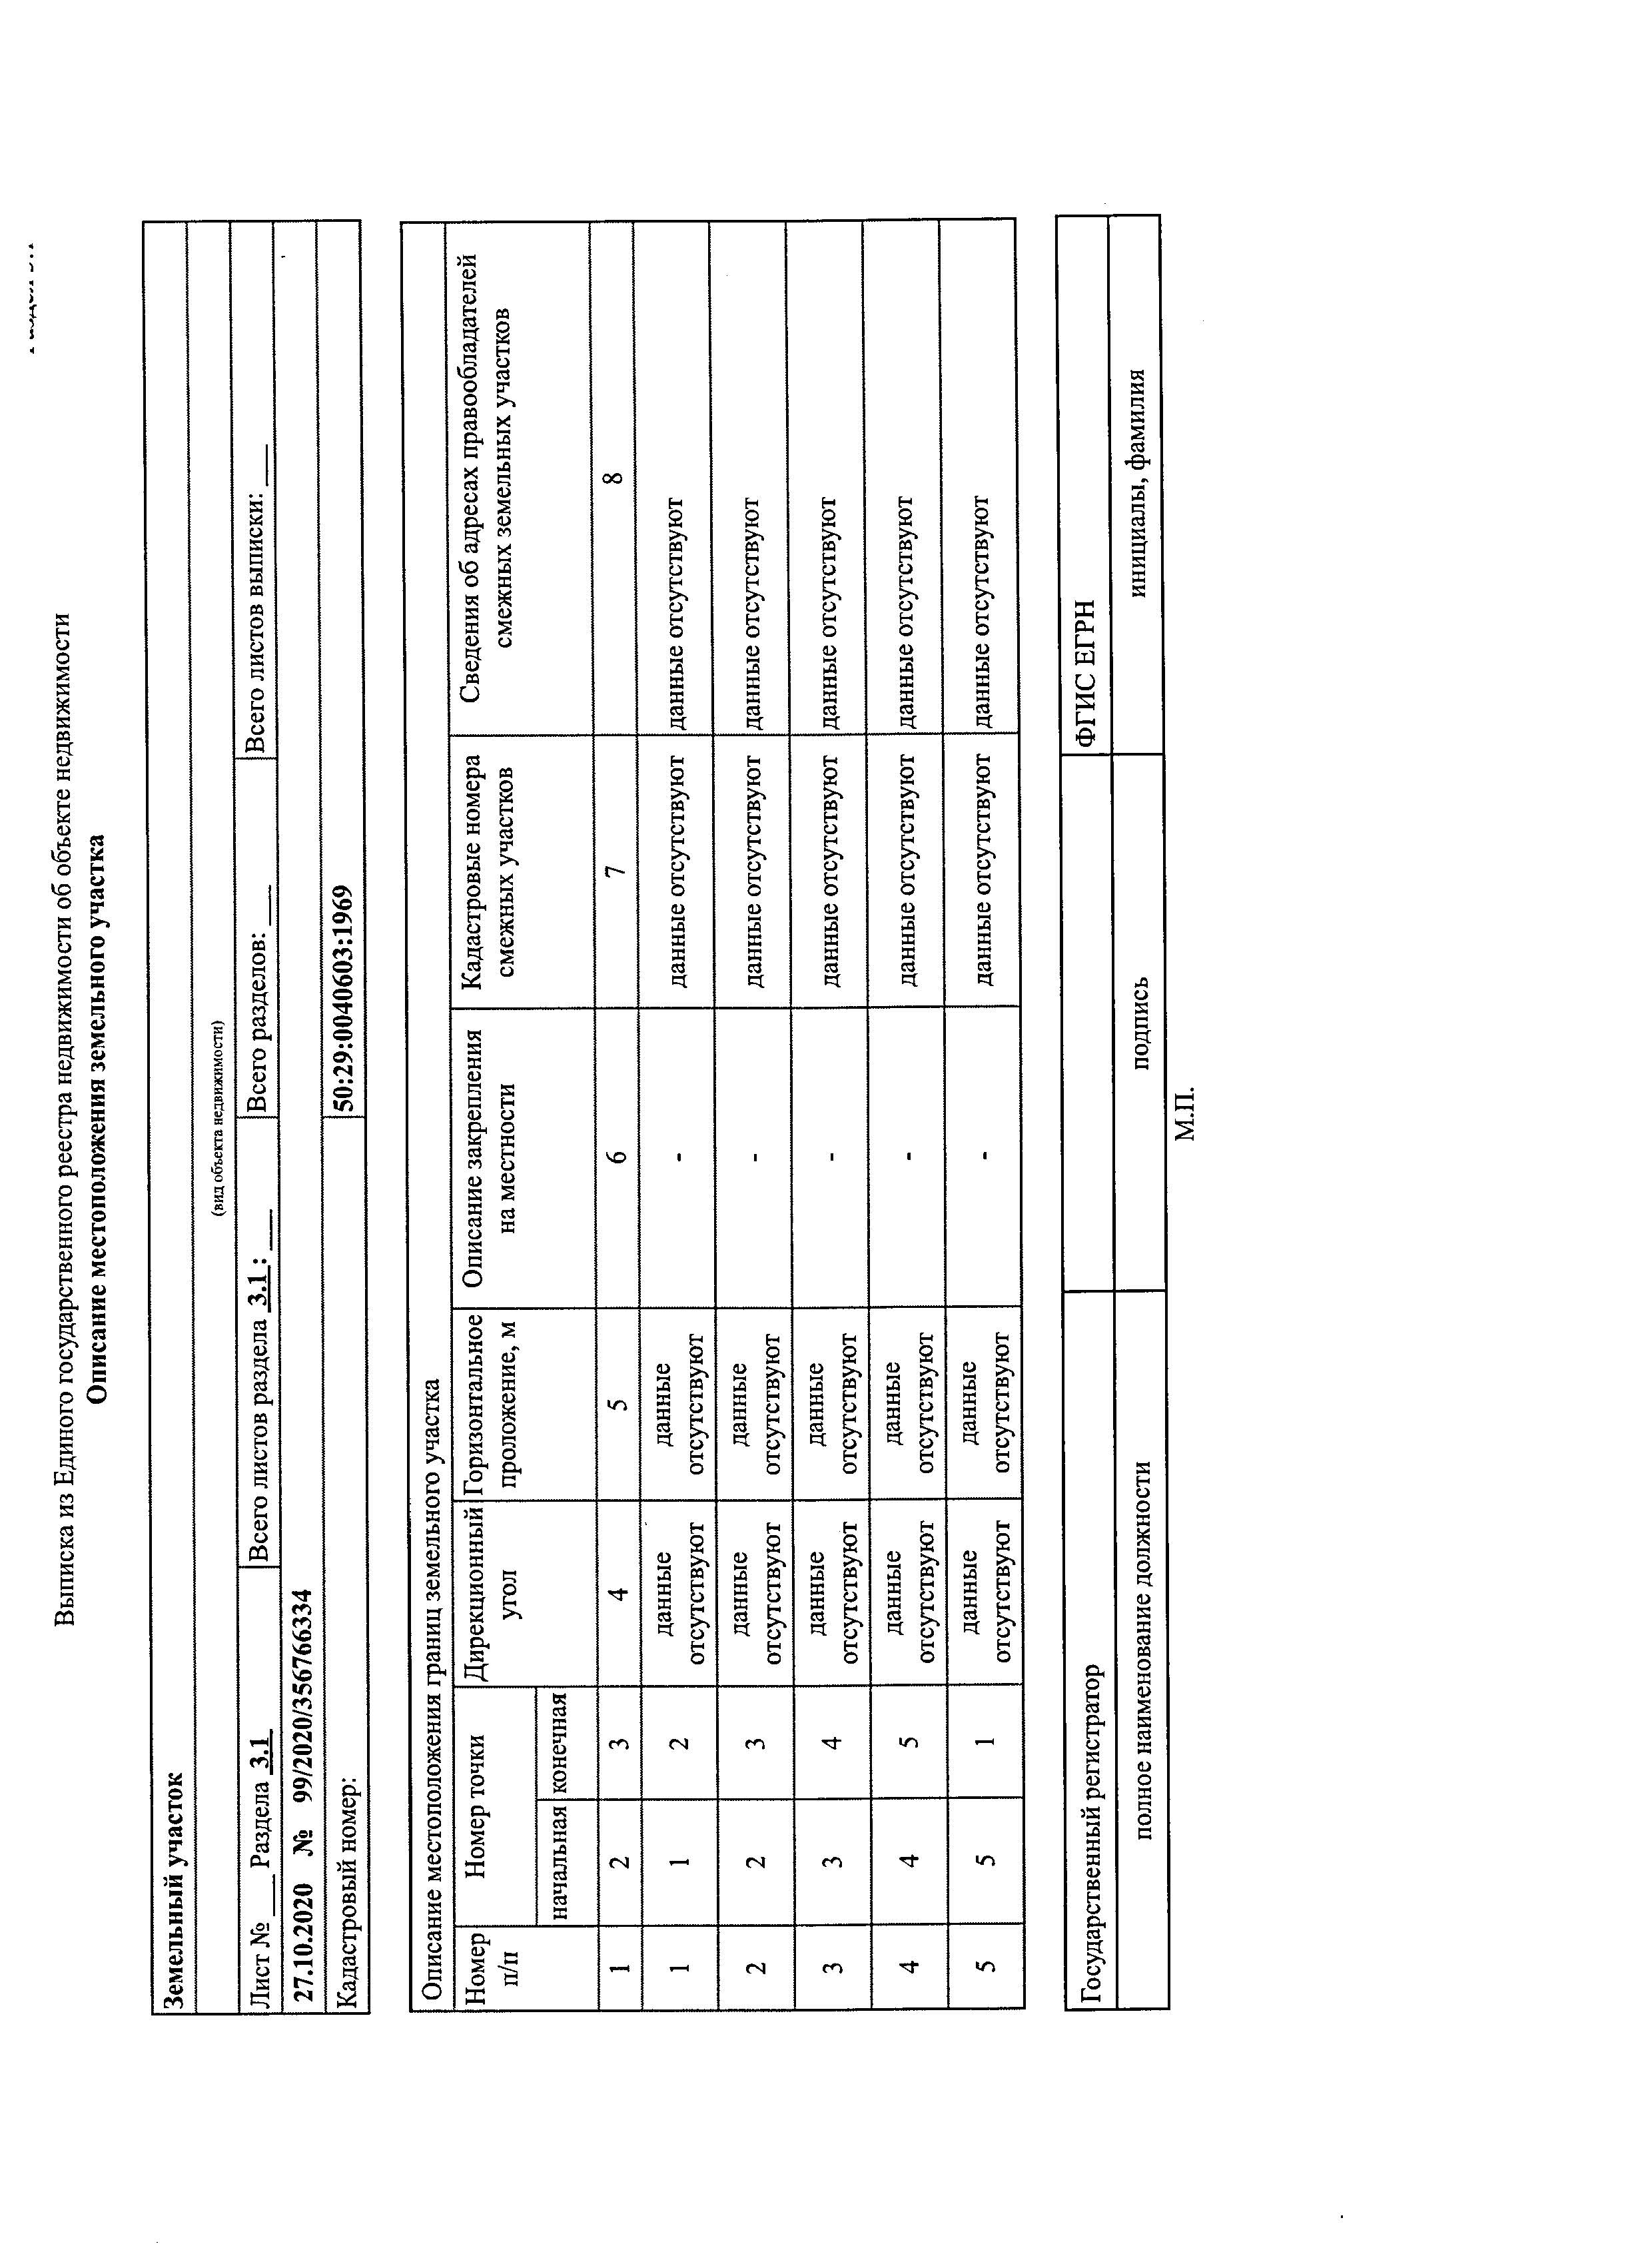 Выписка из Единого государственного реестра недвижимости об объекте недвижимости
Описание местоположения земельного участка
Земельный участок
(вид объекта недвижимости)
Лист № ___ Раздела 3.1 Всего листов раздела 3.1 : ___ Всего разделов: ___ Всего листов выписки: ___
27.10.2020 № 99/2020/356766334
Кадастровый номер: 50:29:0040603:1969
Описание местоположения границ земельного участка
Номер п/п Номер точки Дирекционный угол Горизонтальное проложение, м Описание закрепления на местности Кадастровые номера смежных участков Сведения об адресах правообладателей смежных земельных участков
начальная конечная
1 2 3 4 5 6 7 8
1 1 2 данные отсутствуют данные отсутствуют - данные отсутствуют данные отсутствуют
2 2 3 данные отсутствуют данные отсутствуют - данные отсутствуют данные отсутствуют
3 3 4 данные отсутствуют данные отсутствуют - данные отсутствуют данные отсутствуют
4 4 5 данные отсутствуют данные отсутствуют - данные отсутствуют данные отсутствуют
5 5 1 данные отсутствуют данные отсутствуют - данные отсутствуют данные отсутствуют
Государственный регистратор ФГИС ЕГРН
полное наименование должности подпись инициалы, фамилия
М.П.